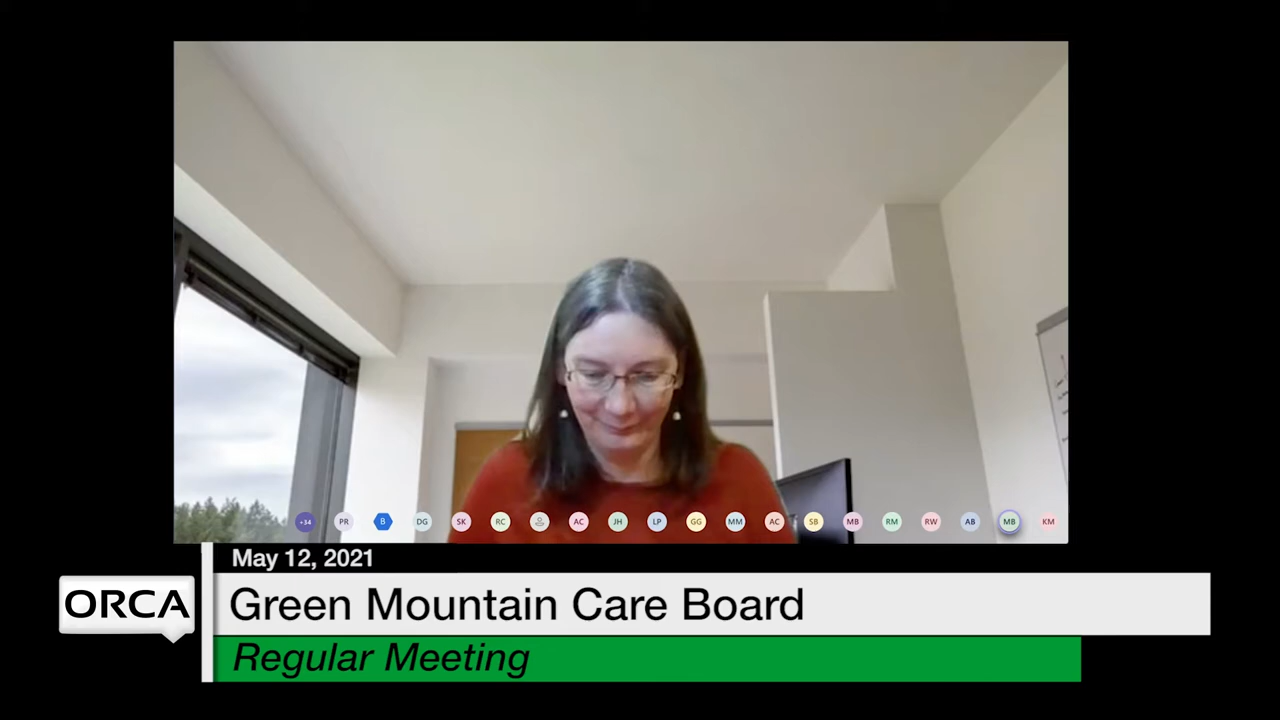 +34 PR B DG SK RC AC JH LP GG MM AC SB MB RM RW AB MB KM
May 12, 2021
ORCA
Green Mountain Care Board
Regular Meeting